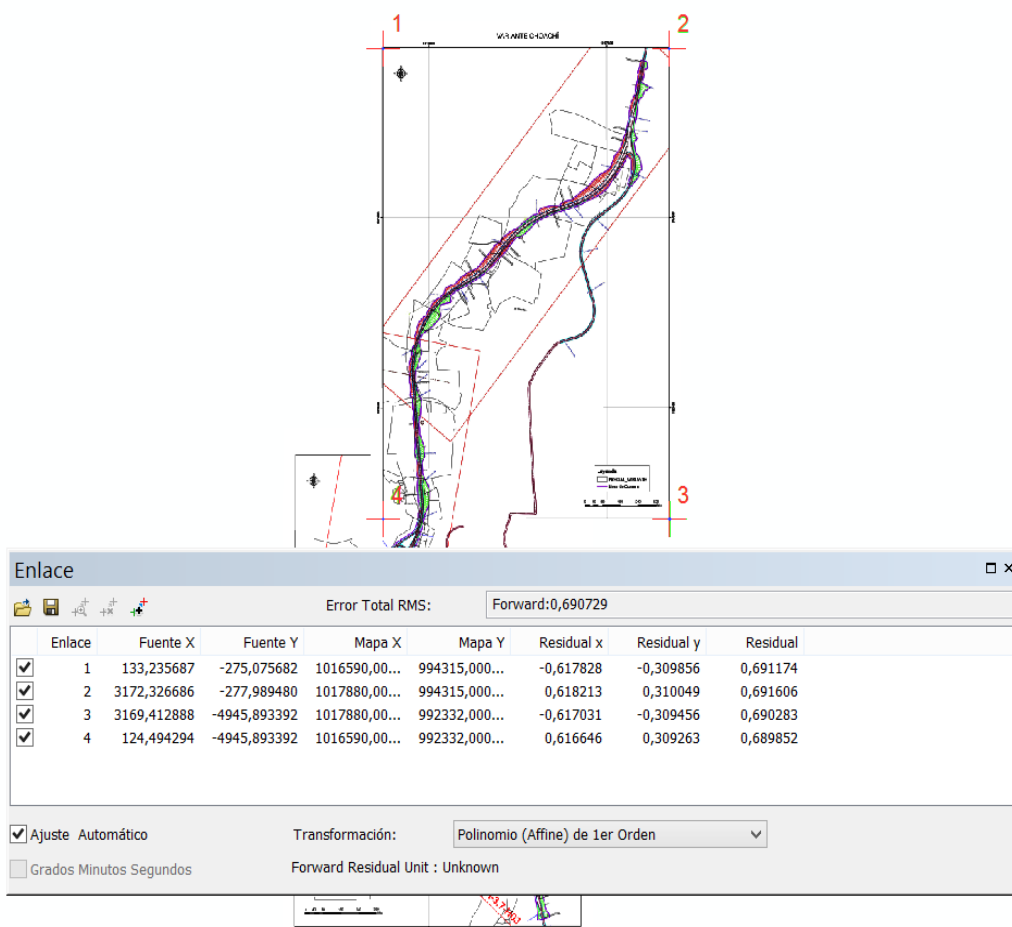 1
2
VARIANTE CHOACHÍ
4
3
Leyenda
Enlace
Error Total RMS: Forward:0,690729
Enlace Fuente X Fuente Y Mapa X Mapa Y Residual x Residual y Residual
1 133,235687 -275,075682 1016590,00... 994315,000... -0,617828 -0,309856 0,691174
2 3172,326686 -277,989480 1017880,00... 994315,000... 0,618213 0,310049 0,691606
3 3169,412888 -4945,893392 1017880,00... 992332,000... -0,617031 -0,309456 0,690283
4 124,494294 -4945,893392 1016590,00... 992332,000... 0,616646 0,309263 0,689852
Ajuste Automático
Transformación: Polinomio (Affine) de 1er Orden
Grados Minutos Segundos
Forward Residual Unit : Unknown